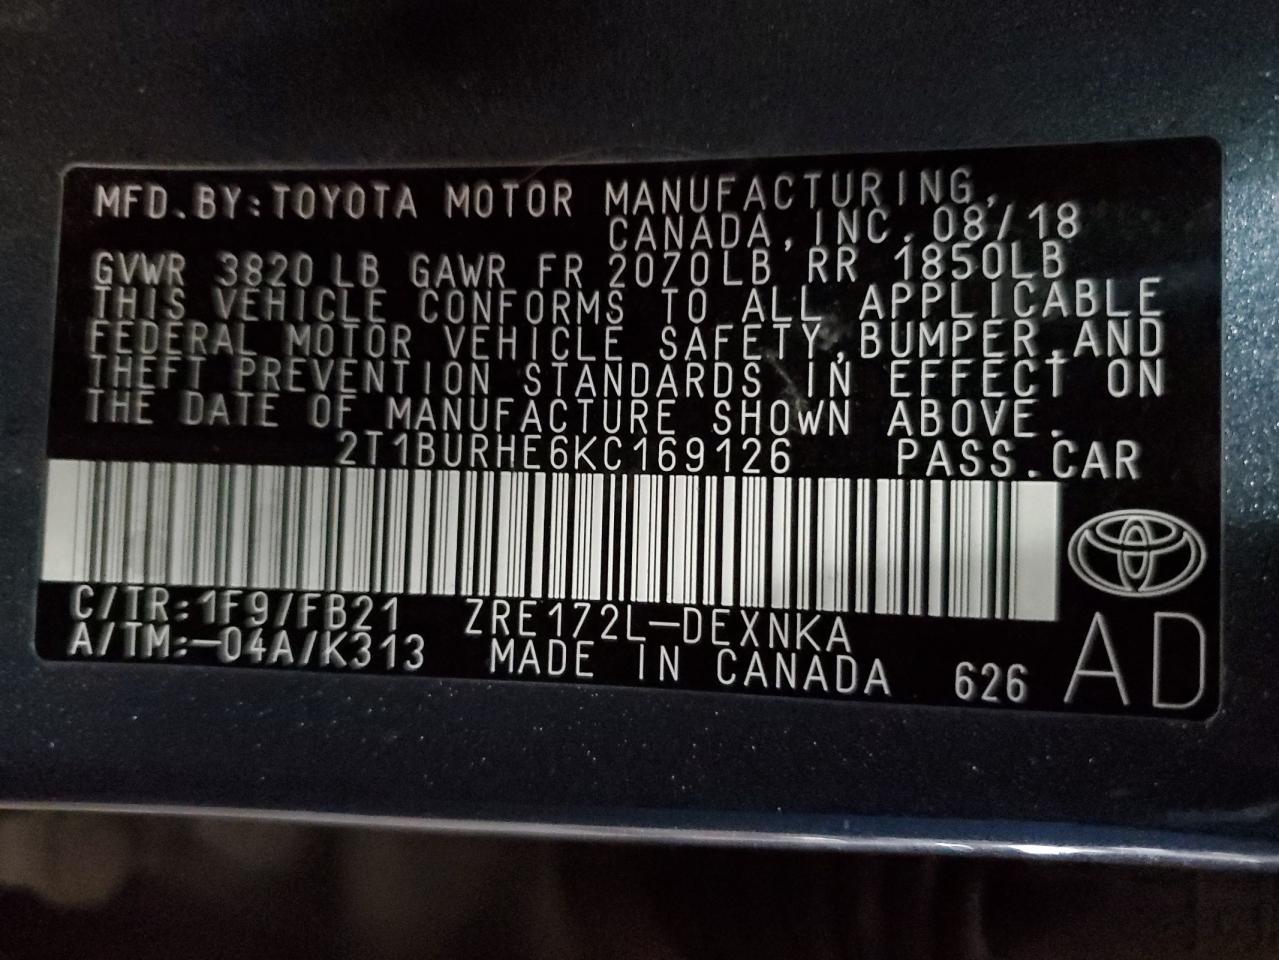 MFD.BY:TOYOTA MOTOR MANUFACTURING,
CANADA,INC. 08/18
GVWR 3820 LB GAWR FR 2070LB RR 1850LB
THIS VEHICLE CONFORMS TO ALL APPLICABLE
FEDERAL MOTOR VEHICLE SAFETY,BUMPER,AND
THEFT PREVENTION STANDARDS IN EFFECT ON
THE DATE OF MANUFACTURE SHOWN ABOVE.
2T1BURHE6KC169126 PASS.CAR
C/TR:1F9/FB21 ZRE172L-DEXNKA
A/TM:-04A/K313 MADE IN CANADA 626 AD